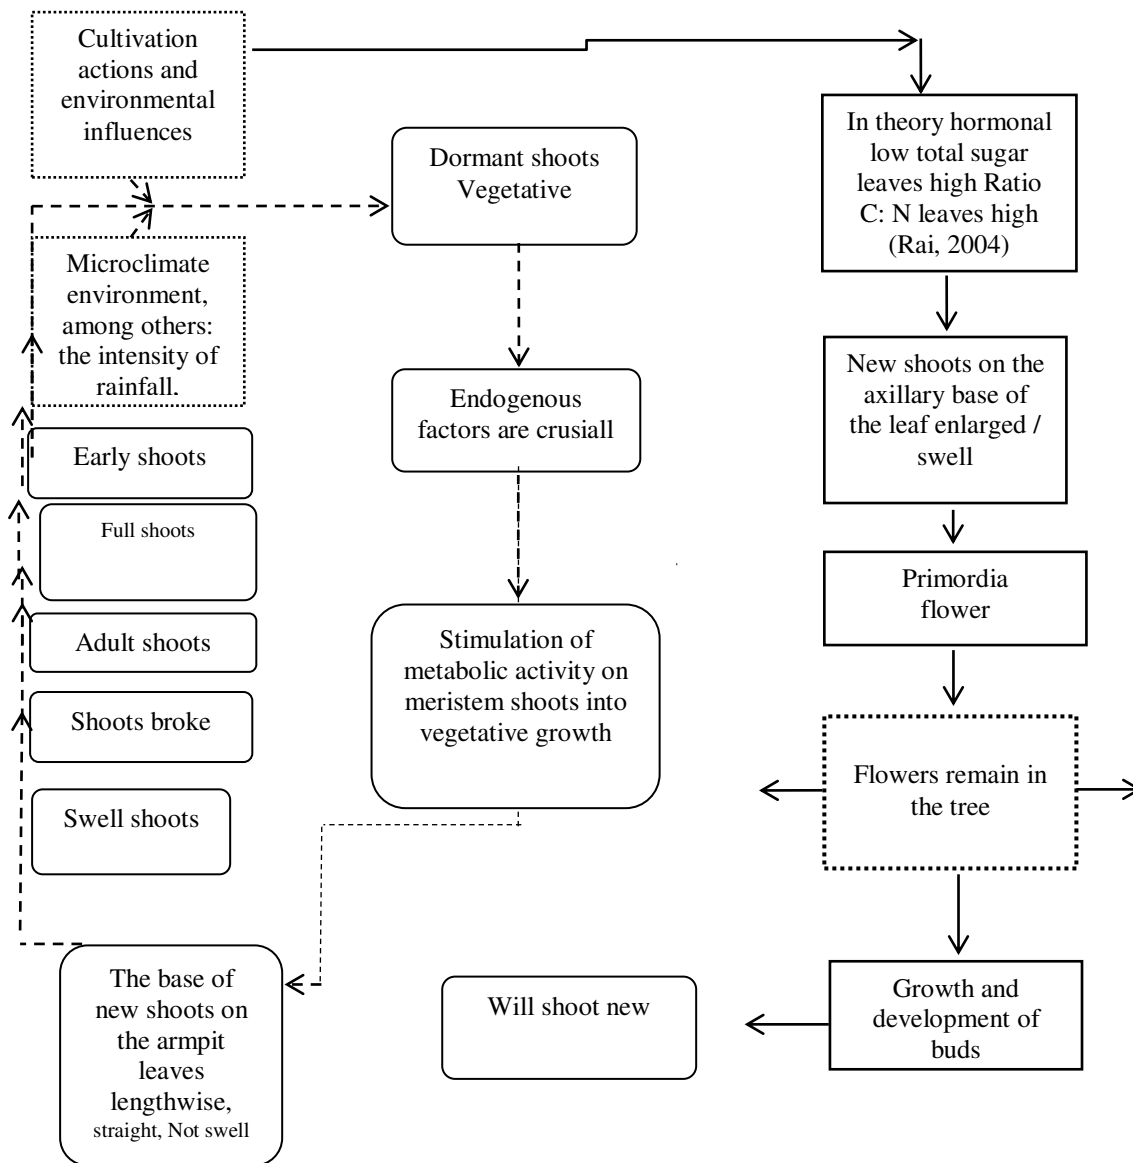 Cultivation
actions and
environmental
influences
Dormant shoots
Vegetative
In theory hormonal
low total sugar
leaves high Ratio
C: N leaves high
(Rai, 2004)
Microclimate
environment,
among others:
the intensity of
rainfall.
Endogenous
factors are crusiall
New shoots on the
axillary base of
the leaf enlarged /
swell
Early shoots
Full shoots
Adult shoots
Shoots broke
Swell shoots
Stimulation of
metabolic activity on
meristem shoots into
vegetative growth
Primordia
flower
Flowers remain in
the tree
The base of
new shoots on
the armpit
leaves
lengthwise,
straight, Not swell
Will shoot new
Growth and
development of
buds